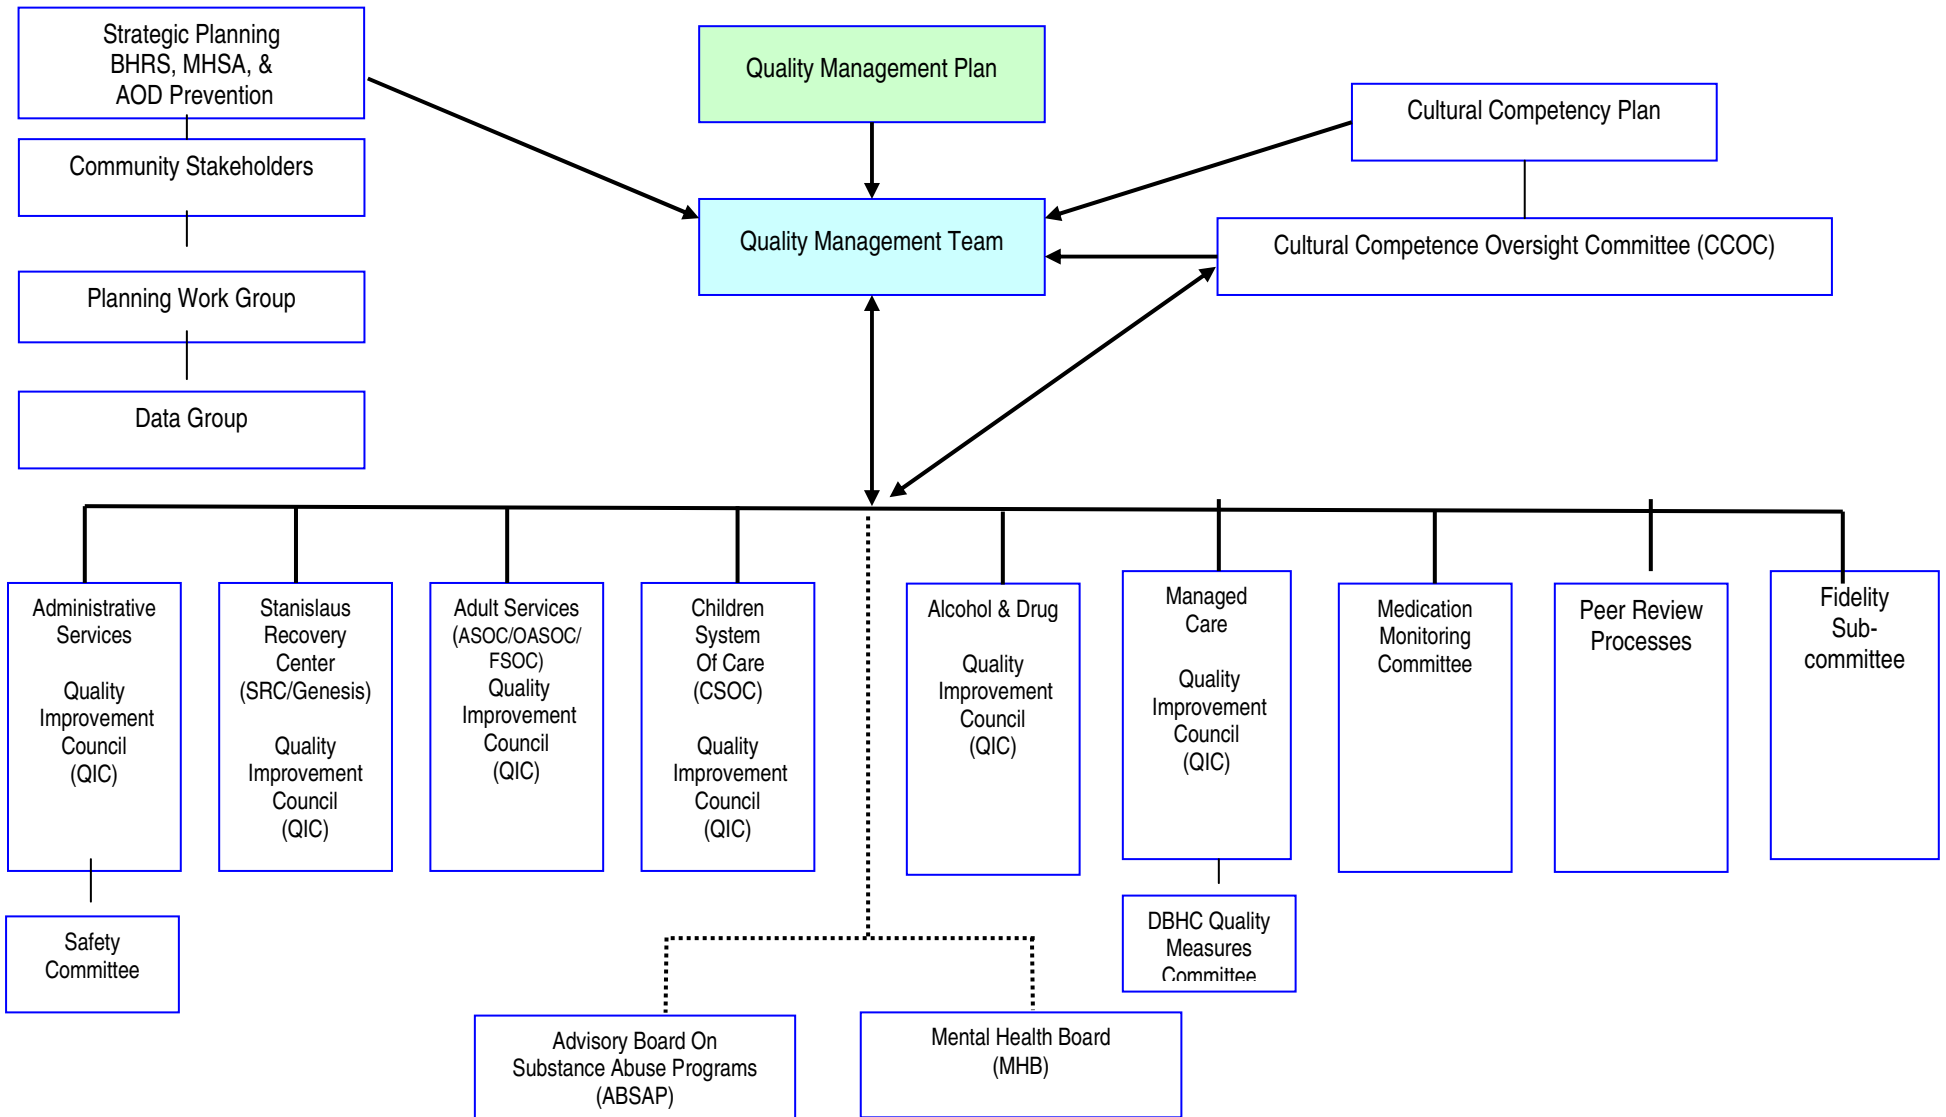 Strategic Planning
BHRS, MHSA, &
AOD Prevention
Quality Management Plan
Cultural Competency Plan
Community Stakeholders
Quality Management Team
Cultural Competence Oversight Committee (CCOC)
Planning Work Group
Data Group
Administrative
Services
Quality
Improvement
Council
(QIC)
Stanislaus
Recovery
Center
(SRC/Genesis)
Quality
Improvement
Council
(QIC)
Adult Services
(ASOC/OASOC/
FSOC)
Quality
Improvement
Council
(QIC)
Children
System
Of Care
(CSOC)
Quality
Improvement
Council
(QIC)
Alcohol & Drug
Quality
Improvement
Council
(QIC)
Managed
Care
Quality
Improvement
Council
(QIC)
Medication
Monitoring
Committee
Peer Review
Processes
Fidelity
Sub-
committee
Safety
Committee
DBHC Quality
Measures
Committee
Advisory Board On
Substance Abuse Programs
(ABSAP)
Mental Health Board
(MHB)